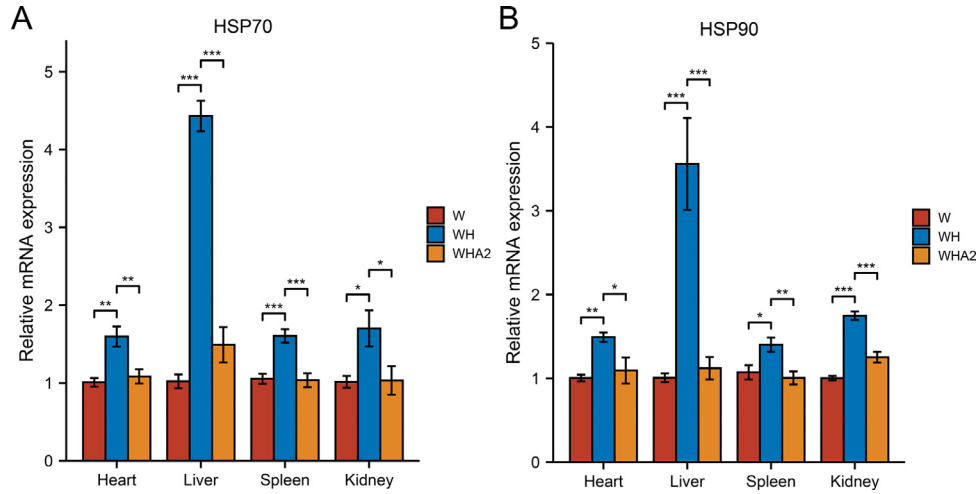 A
HSP70
Relative mRNA expression
5
4
3
2
1
0
***
***
**
**
***
***
*
*
Heart Liver Spleen Kidney
W
WH
WHA2
B
HSP90
Relative mRNA expression
5
4
3
2
1
0
***
***
**
*
*
**
***
***
Heart Liver Spleen Kidney
W
WH
WHA2